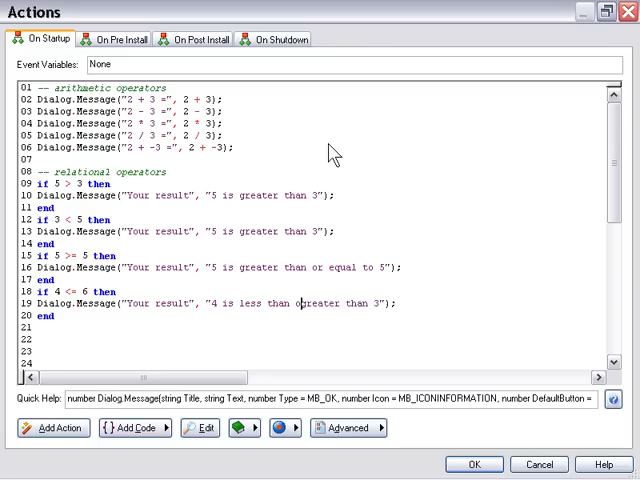 Actions
On Startup
On Pre Install
On Post Install
On Shutdown
Event Variables: None
01 -- arithmetic operators
02 Dialog.Message("2 + 3 =", 2 + 3);
03 Dialog.Message("2 - 3 =", 2 - 3);
04 Dialog.Message("2 * 3 =", 2 * 3);
05 Dialog.Message("2 / 3 =", 2 / 3);
06 Dialog.Message("2 + -3 =", 2 + -3);
07
08 -- relational operators
09 if 5 > 3 then
10 Dialog.Message("Your result", "5 is greater than 3");
11 end
12 if 3 < 5 then
13 Dialog.Message("Your result", "5 is greater than 3");
14 end
15 if 5 >= 5 then
16 Dialog.Message("Your result", "5 is greater than or equal to 5");
17 end
18 if 4 <= 6 then
19 Dialog.Message("Your result", "4 is less than ogreater than 3");
20 end
21
22
23
24
Quick Help: number Dialog.Message(string Title, string Text, number Type = MB_OK, number Icon = MB_ICONINFORMATION, number DefaultButton =
Add Action
Add Code
Edit
Advanced
OK
Cancel
Help